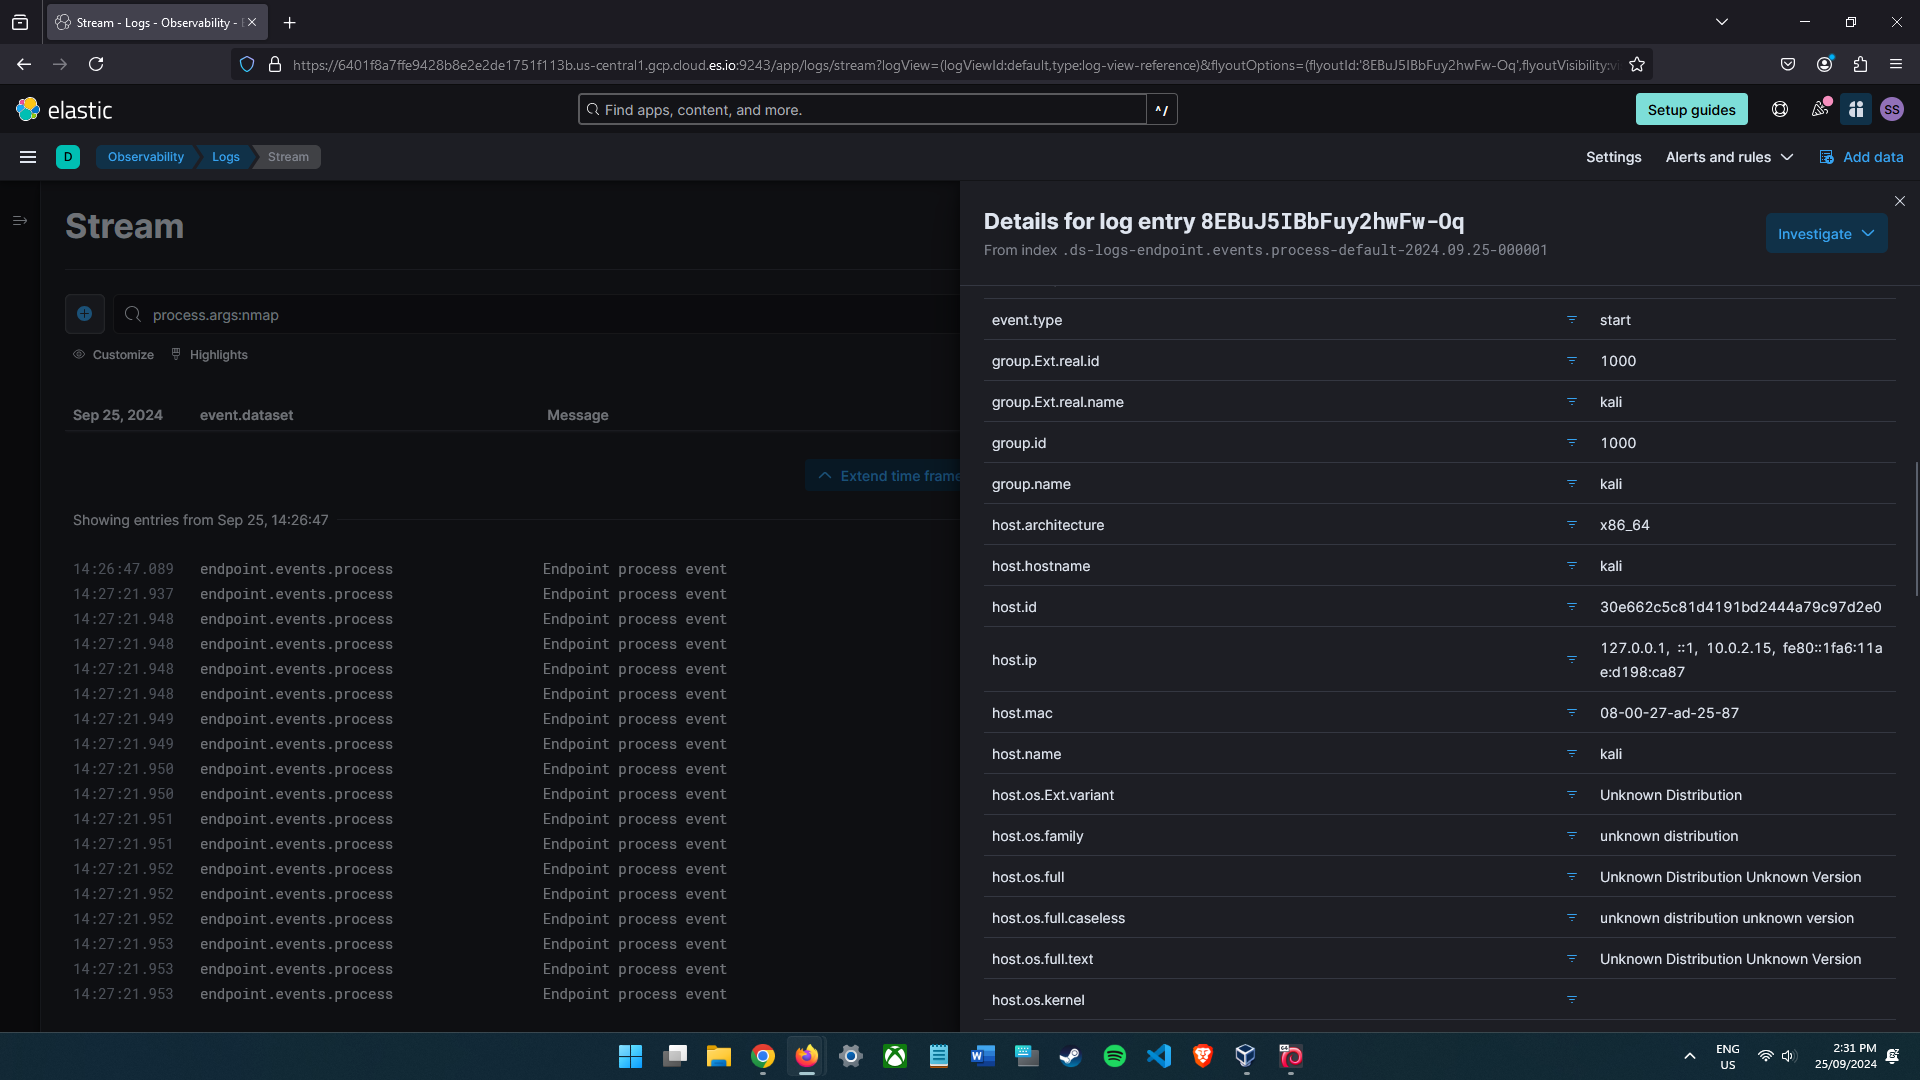 Stream - Logs - Observability -
https://6401f8a7ffe9428b8e2e2de1751f113b.us-central1.gcp.cloud.es.io:9243/app/logs/stream?logView=(logViewId:default,type:log-view-reference)&flyoutOptions=(flyoutId:'8EBuJ5IBbFuy2hwFw-Oq',flyoutVisibility:vi
elastic
Find apps, content, and more.
^/
Setup guides
SS
D
Observability
Logs
Stream
Settings
Alerts and rules
Add data
Stream
process.args:nmap
Customize
Highlights
Sep 25, 2024 event.dataset Message
Extend time frame
Showing entries from Sep 25, 14:26:47
14:26:47.089 endpoint.events.process Endpoint process event
14:27:21.937 endpoint.events.process Endpoint process event
14:27:21.948 endpoint.events.process Endpoint process event
14:27:21.948 endpoint.events.process Endpoint process event
14:27:21.948 endpoint.events.process Endpoint process event
14:27:21.948 endpoint.events.process Endpoint process event
14:27:21.949 endpoint.events.process Endpoint process event
14:27:21.949 endpoint.events.process Endpoint process event
14:27:21.950 endpoint.events.process Endpoint process event
14:27:21.950 endpoint.events.process Endpoint process event
14:27:21.951 endpoint.events.process Endpoint process event
14:27:21.951 endpoint.events.process Endpoint process event
14:27:21.952 endpoint.events.process Endpoint process event
14:27:21.952 endpoint.events.process Endpoint process event
14:27:21.952 endpoint.events.process Endpoint process event
14:27:21.953 endpoint.events.process Endpoint process event
14:27:21.953 endpoint.events.process Endpoint process event
14:27:21.953 endpoint.events.process Endpoint process event
Details for log entry 8EBuJ5IBbFuy2hwFw-Oq
From index .ds-logs-endpoint.events.process-default-2024.09.25-000001
Investigate
event.type start
group.Ext.real.id 1000
group.Ext.real.name kali
group.id 1000
group.name kali
host.architecture x86_64
host.hostname kali
host.id 30e662c5c81d4191bd2444a79c97d2e0
host.ip 127.0.0.1, ::1, 10.0.2.15, fe80::1fa6:11a
e:d198:ca87
host.mac 08-00-27-ad-25-87
host.name kali
host.os.Ext.variant Unknown Distribution
host.os.family unknown distribution
host.os.full Unknown Distribution Unknown Version
host.os.full.caseless unknown distribution unknown version
host.os.full.text Unknown Distribution Unknown Version
host.os.kernel
ENG
US
2:31 PM
25/09/2024